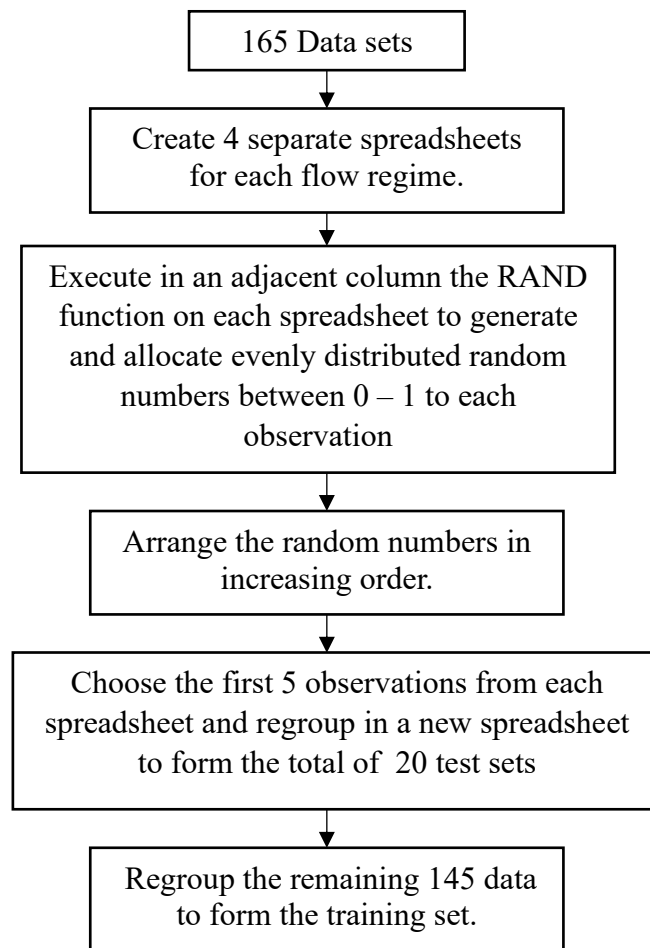 165 Data sets
Create 4 separate spreadsheets
for each flow regime.
Execute in an adjacent column the RAND
function on each spreadsheet to generate
and allocate evenly distributed random
numbers between 0 – 1 to each
observation
Arrange the random numbers in
increasing order.
Choose the first 5 observations from each
spreadsheet and regroup in a new spreadsheet
to form the total of  20 test sets
Regroup the remaining 145 data
to form the training set.